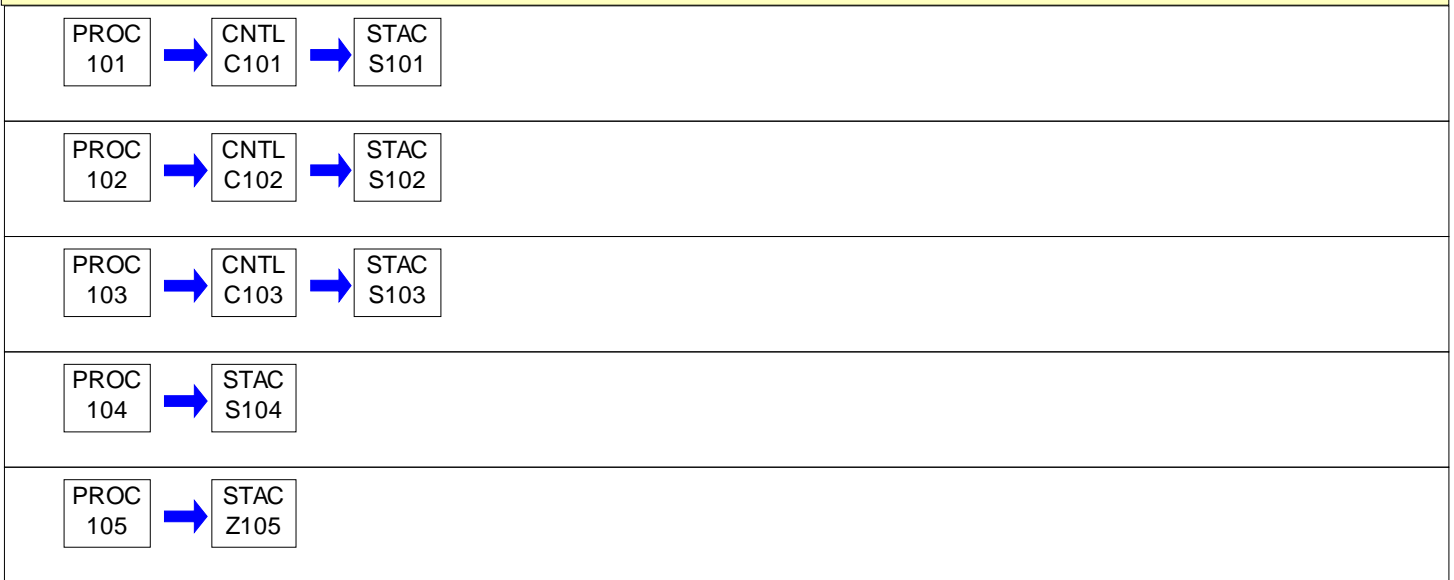 PROC CNTL STAC
101 C101 S101
PROC CNTL STAC
102 C102 S102
PROC CNTL STAC
103 C103 S103
PROC STAC
104 S104
PROC STAC
105 Z105